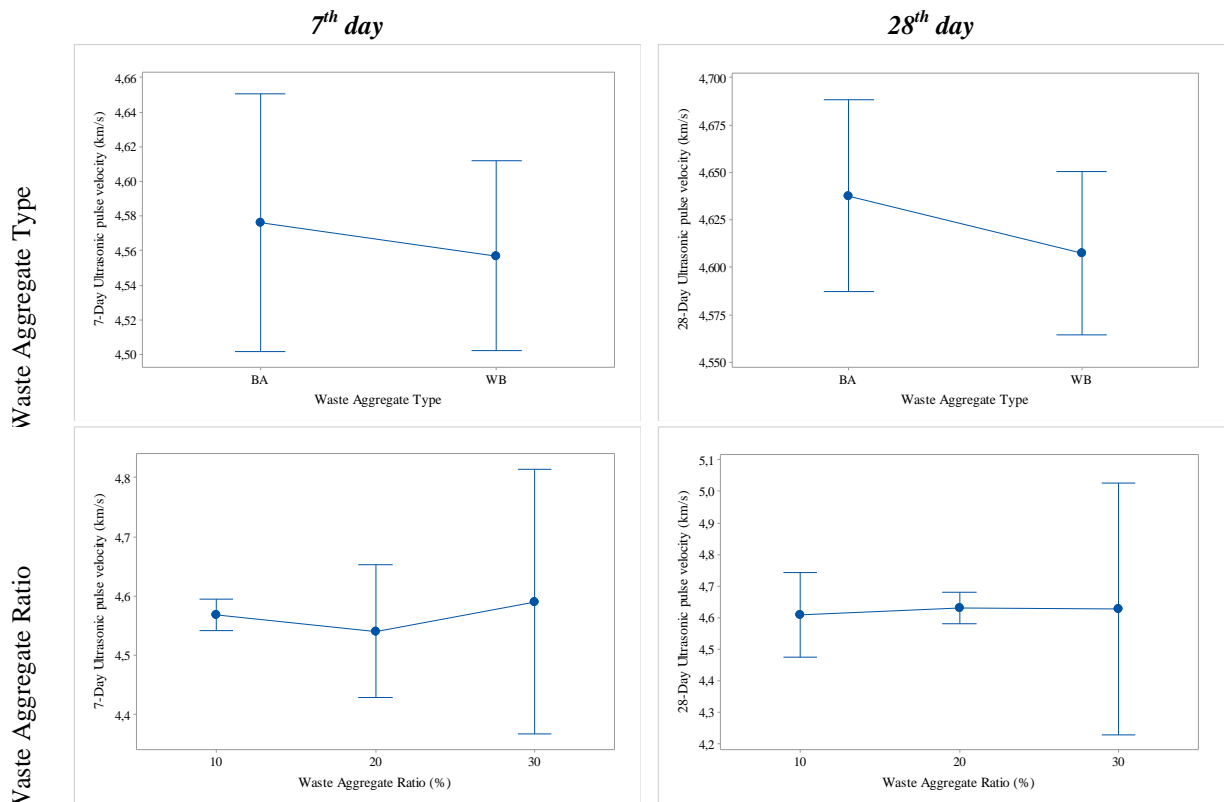 7th day
28th day
Waste Aggregate Type
7-Day Ultrasonic pulse velocity (km/s)
4,66
4,64
4,62
4,60
4,58
4,56
4,54
4,52
4,50
BA
WB
Waste Aggregate Type
28-Day Ultrasonic pulse velocity (km/s)
4,700
4,675
4,650
4,625
4,600
4,575
4,550
BA
WB
Waste Aggregate Type
Waste Aggregate Ratio
7-Day Ultrasonic pulse velocity (km/s)
4,8
4,7
4,6
4,5
4,4
10
20
30
Waste Aggregate Ratio (%)
28-Day Ultrasonic pulse velocity (km/s)
5,1
5,0
4,9
4,8
4,7
4,6
4,5
4,4
4,3
4,2
10
20
30
Waste Aggregate Ratio (%)